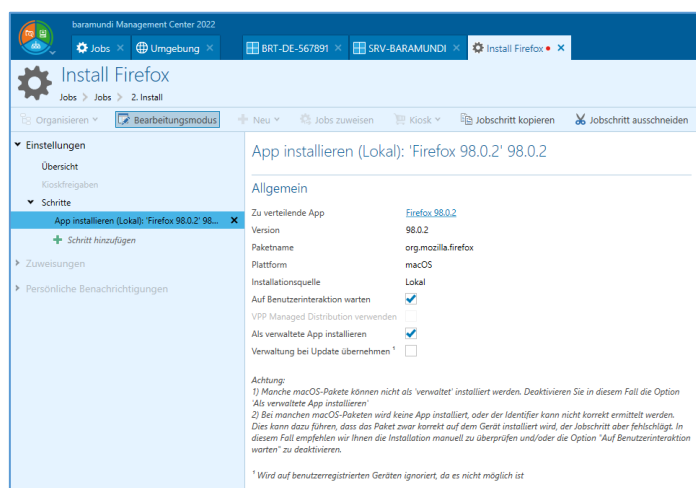 baramundi Management Center 2022
Jobs
Umgebung
BRT-DE-567891
SRV-BARAMUNDI
Install Firefox
Install Firefox
Jobs > Jobs > 2. Install
Organisieren
Bearbeitungsmodus
Neu
Jobs zuweisen
Kiosk
Jobschritt kopieren
Jobschritt ausschneiden
Einstellungen
Übersicht
Kioskfreigaben
Schritte
App installieren (Lokal): 'Firefox 98.0.2' 98...
Schritt hinzufügen
Zuweisungen
Persönliche Benachrichtigungen
App installieren (Lokal): 'Firefox 98.0.2' 98.0.2
Allgemein
Zu verteilende App Firefox 98.0.2
Version 98.0.2
Paketname org.mozilla.firefox
Plattform macOS
Installationsquelle Lokal
Auf Benutzerinteraktion warten
VPP Managed Distribution verwenden
Als verwaltete App installieren
Verwaltung bei Update übernehmen ¹
Achtung:
1) Manche macOS-Pakete können nicht als 'verwaltet' installiert werden. Deaktivieren Sie in diesem Fall die Option
'Als verwaltete App installieren'
2) Bei manchen macOS-Paketen wird keine App installiert, oder der Identifier kann nicht korrekt ermittelt werden.
Dies kann dazu führen, dass das Paket zwar korrekt auf dem Gerät installiert wird, der Jobschritt aber fehlschlägt. In
diesem Fall empfehlen wir Ihnen die Installation manuell zu überprüfen und/oder die Option "Auf Benutzerinteraktion
warten" zu deaktivieren.
¹ Wird auf benutzerregistrierten Geräten ignoriert, da es nicht möglich ist